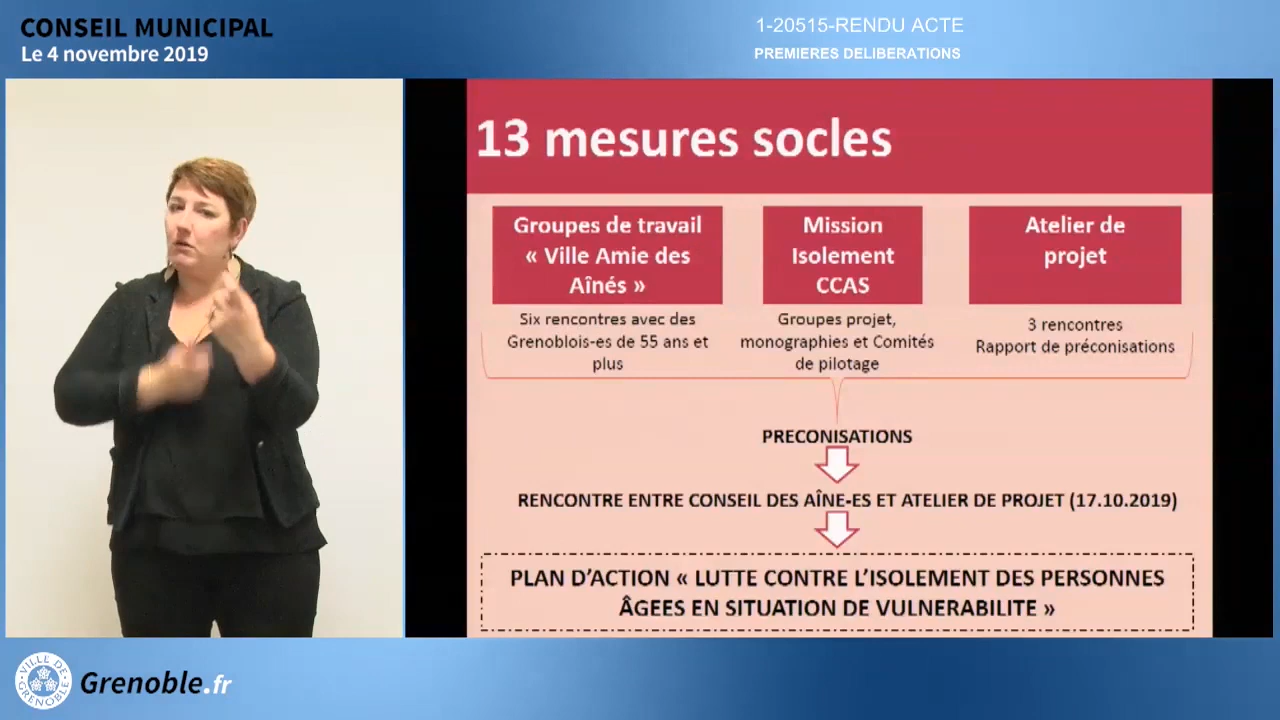 CONSEIL MUNICIPAL
Le 4 novembre 2019
1-20515-RENDU ACTE
PREMIERES DELIBERATIONS
13 mesures socles
Groupes de travail
« Ville Amie des
Aînés »
Mission
Isolement
CCAS
Atelier de
projet
Six rencontres avec des
Grenoblois-es de 55 ans et
plus
Groupes projet,
monographies et Comités
de pilotage
3 rencontres
Rapport de préconisations
PRECONISATIONS
RENCONTRE ENTRE CONSEIL DES AÎNE-ES ET ATELIER DE PROJET (17.10.2019)
PLAN D’ACTION « LUTTE CONTRE L’ISOLEMENT DES PERSONNES
ÂGEES EN SITUATION DE VULNERABILITE »
VILLE DE
GRENOBLE
Grenoble.fr